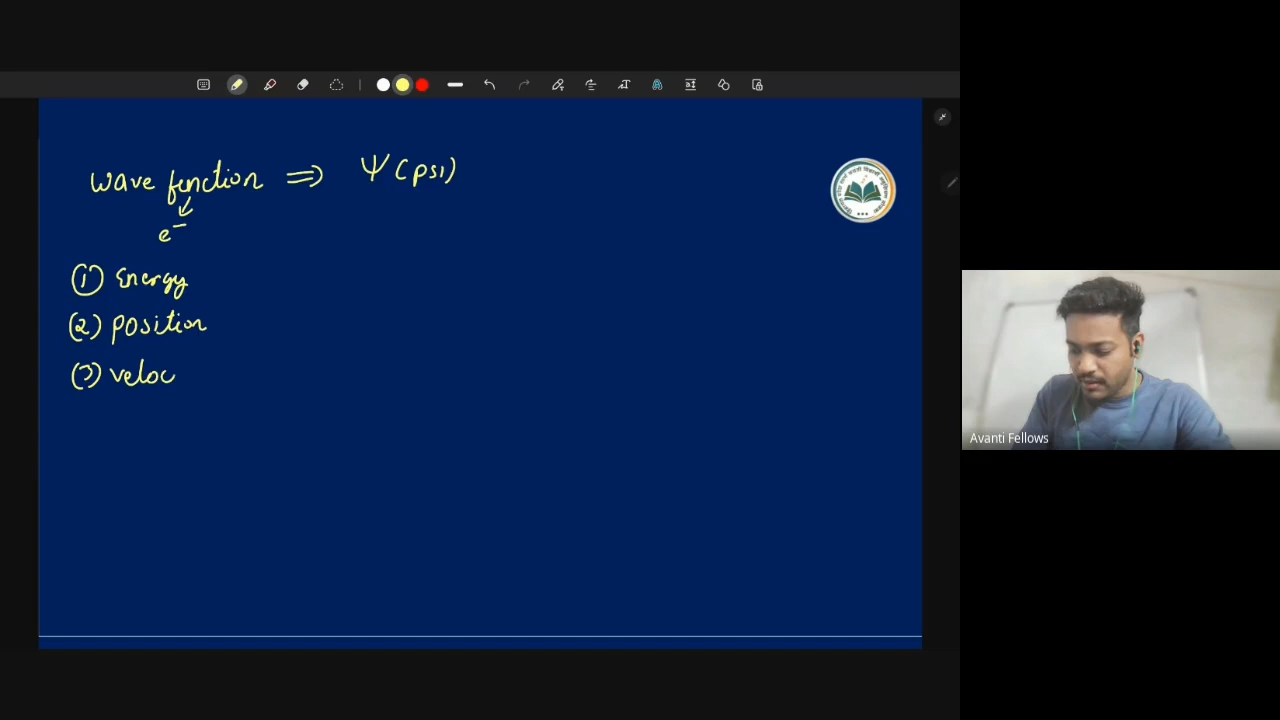 wave function ⇒ Ψ (psi)
e⁻
(1) Energy
(2) position
(3) veloc
Avanti Fellows